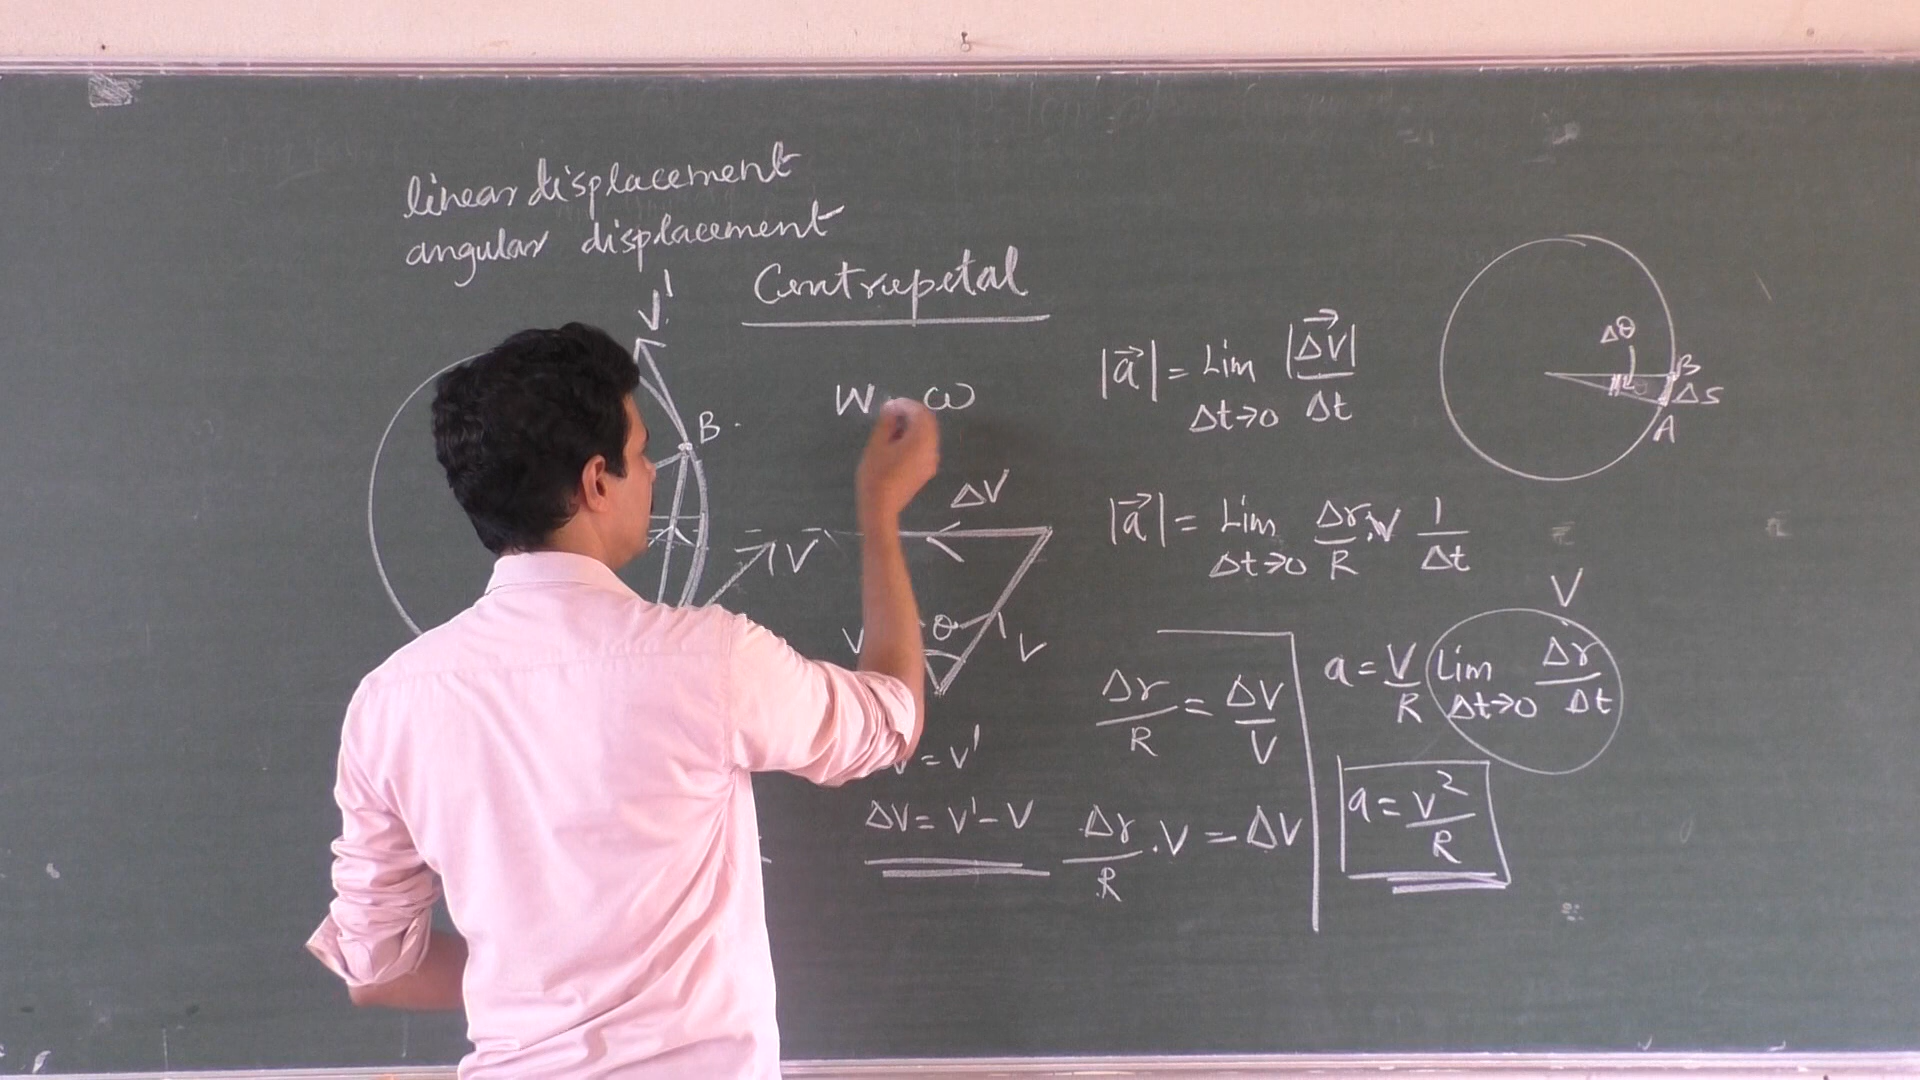 linear displacement
angular displacement
Centripetal
V'
B
W ω
ΔV
V
θ
V
V
= V'
ΔV = V' - V
|a⃗| = Lim Δt→0 |ΔV⃗| / Δt
|a⃗| = Lim Δt→0 Δr/R . V 1/Δt
Δr/R = ΔV/V
Δr/R . V = ΔV
Δθ
B
ΔS
A
V
a = V/R Lim Δt→0 Δr/Δt
a = V²/R